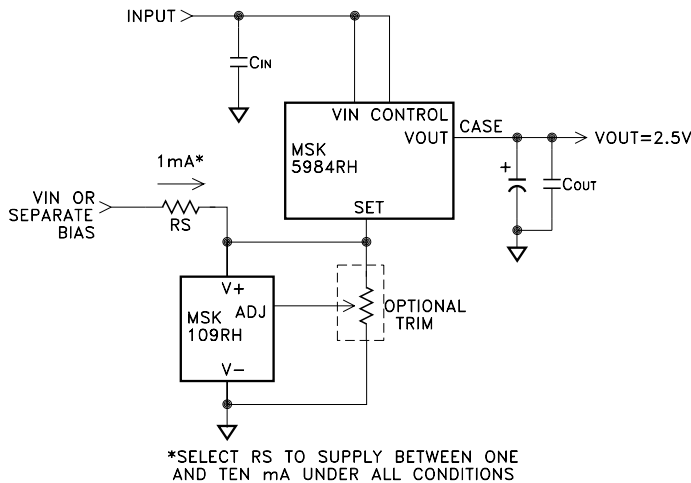 INPUT
CIN
VIN CONTROL
VOUT
CASE
VOUT=2.5V
MSK
5984RH
+
COUT
SET
1mA*
VIN OR
SEPARATE
BIAS
RS
V+
ADJ
MSK
109RH
V-
OPTIONAL
TRIM
*SELECT RS TO SUPPLY BETWEEN ONE
AND TEN mA UNDER ALL CONDITIONS